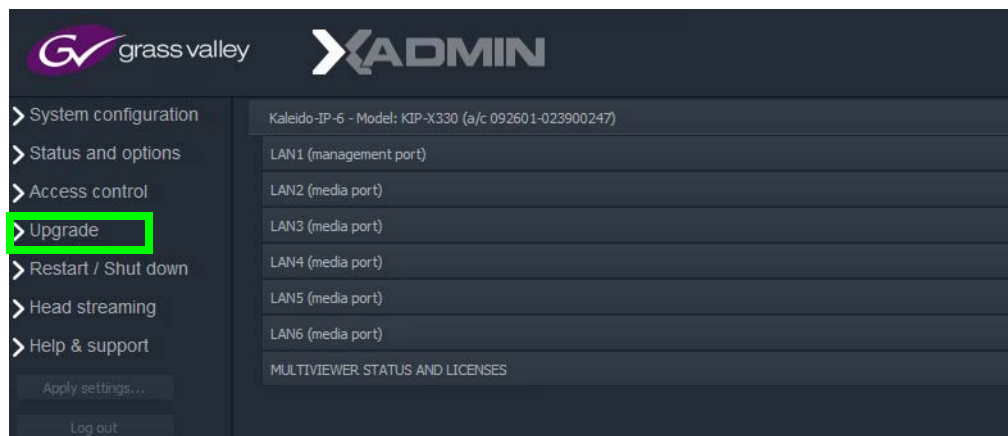 GV grass valley XADMIN
System configuration
Status and options
Access control
Upgrade
Restart / Shut down
Head streaming
Help & support
Apply settings...
Log out
Kaleido-IP-6 - Model: KIP-X330 (a/c 092601-023900247)
LAN1 (management port)
LAN2 (media port)
LAN3 (media port)
LAN4 (media port)
LAN5 (media port)
LAN6 (media port)
MULTIVIEWER STATUS AND LICENSES